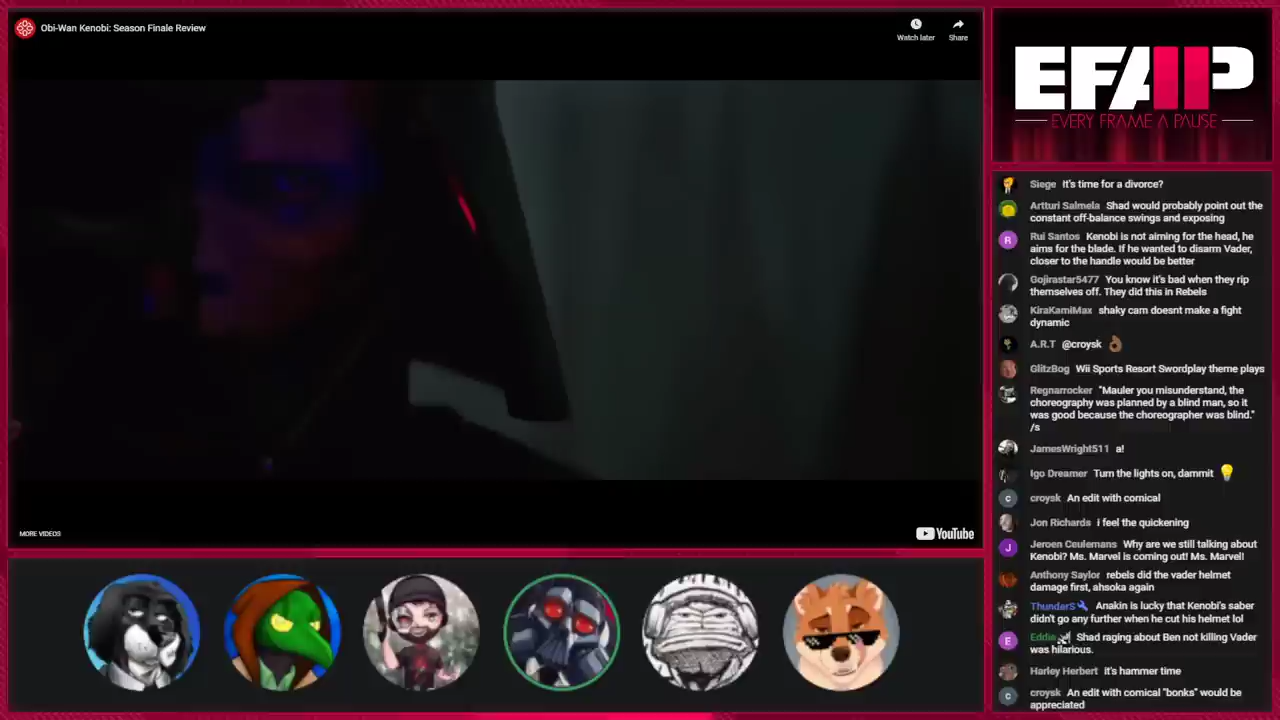 Obi-Wan Kenobi: Season Finale Review
Watch later
Share
MORE VIDEOS
YouTube
EFAP
EVERY FRAME A PAUSE
Siege It's time for a divorce?
Artturi Salmela Shad would probably point out the
constant off-balance swings and exposing
Rui Santos Kenobi is not aiming for the head, he
aims for the blade. If he wanted to disarm Vader,
closer to the handle would be better
Gojirastar5477 You know it's bad when they rip
themselves off. They did this in Rebels
KiraKamiMax shaky cam doesnt make a fight
dynamic
A.R.T @croysk 👌🏾
GlitzBog Wii Sports Resort Swordplay theme plays
Regnarrocker "Mauler you misunderstand, the
choreography was planned by a blind man, so it
was good because the choreographer was blind."
/s
JamesWright511 a!
Igo Dreamer Turn the lights on, dammit 💡
croysk An edit with comical
Jon Richards i feel the quickening
Jeroen Ceulemans Why are we still talking about
Kenobi? Ms. Marvel is coming out! Ms. Marvel!
Anthony Saylor rebels did the vader helmet
damage first, ahsoka again
ThunderS Anakin is lucky that Kenobi's saber
didn't go any further when he cut his helmet lol
Eddie Shad raging about Ben not killing Vader
was hilarious.
Harley Herbert it's hammer time
croysk An edit with comical "bonks" would be
appreciated